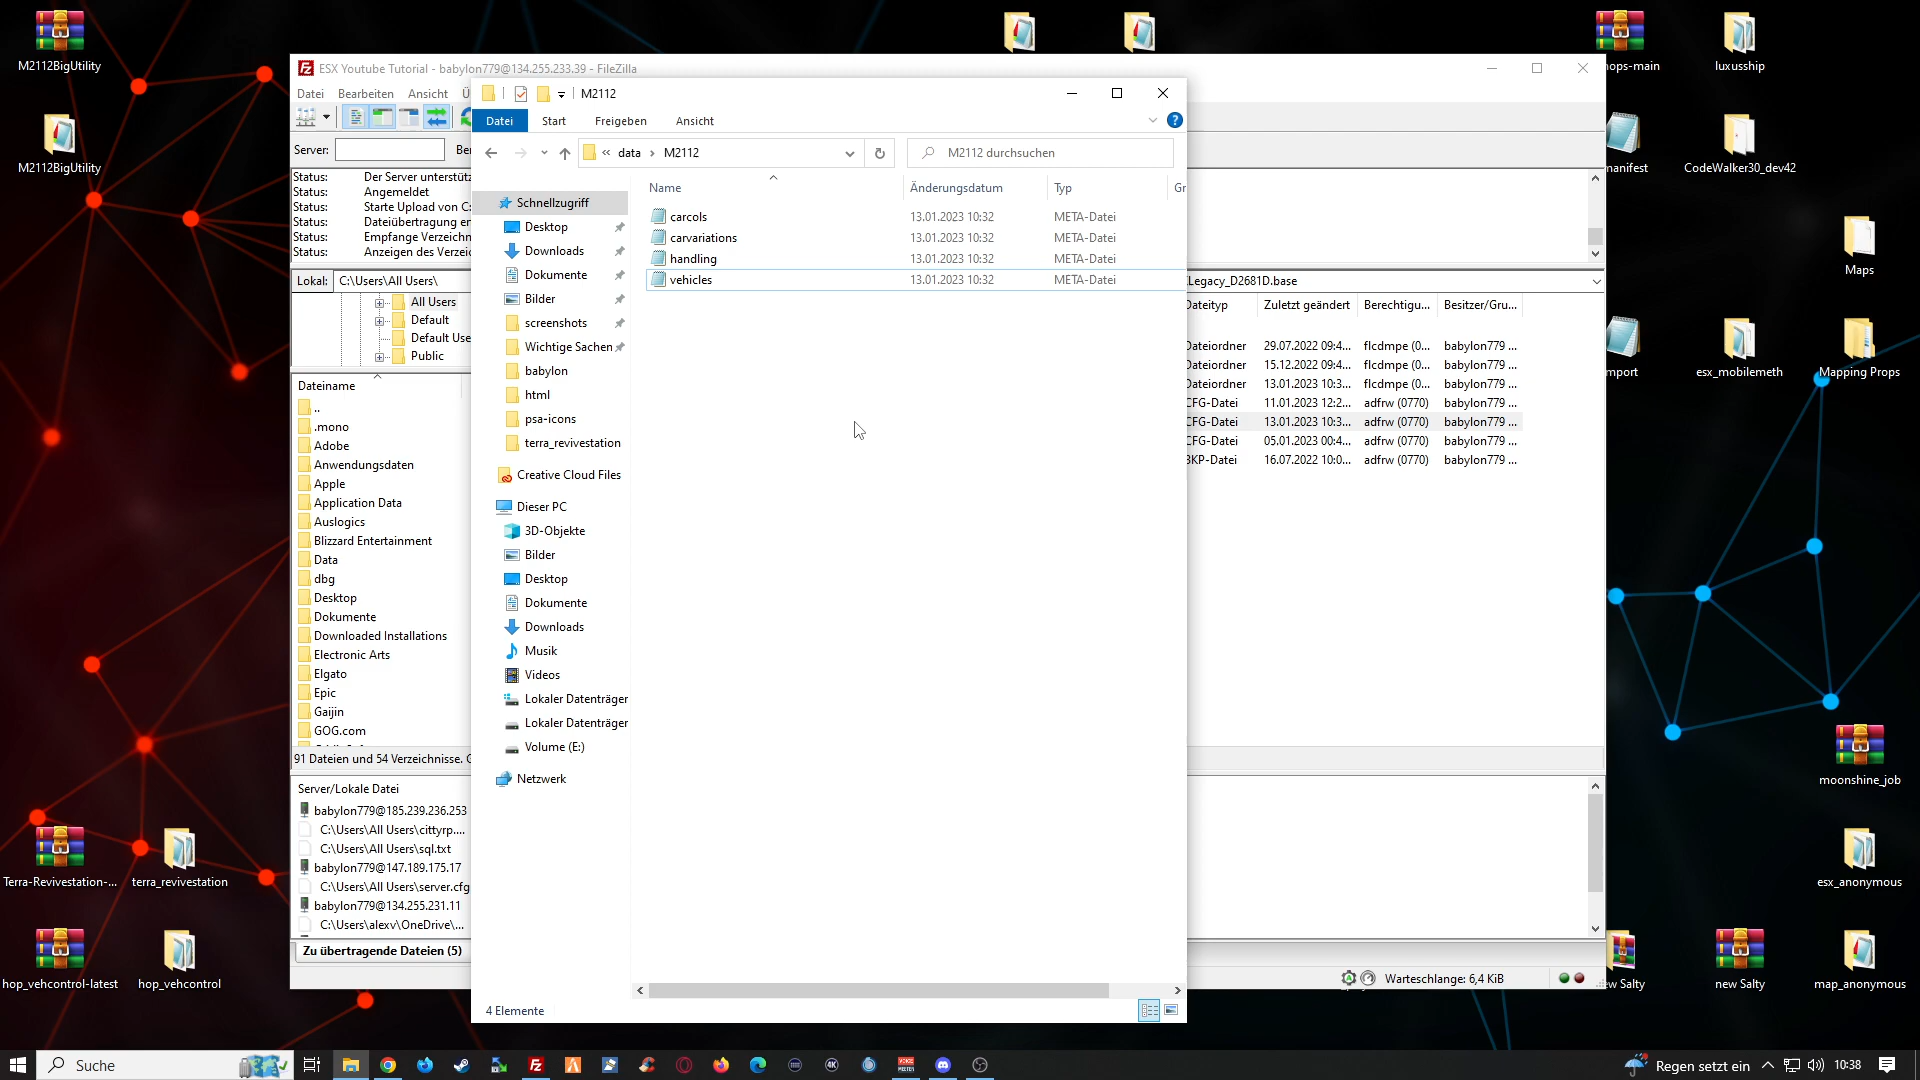 M2112BigUtility
M2112BigUtility
luxusship
CodeWalker30_dev42
Maps
esx_mobilemeth
Mapping Props
moonshine_job
Terra-Revivestation-...
terra_revivestation
esx_anonymous
hop_vehcontrol-latest
hop_vehcontrol
new Salty
map_anonymous
ESX Youtube Tutorial - babylon779@134.255.233.39 - FileZilla
Datei Bearbeiten Ansicht
Server:
Status: Der Server unterstütz
Status: Angemeldet
Status: Starte Upload von C:
Status: Dateiübertragung er
Status: Empfange Verzeichn
Status: Anzeigen des Verzei
Lokal: C:\Users\All Users\
All Users
Default
Default Use
Public
Dateiname
..
.mono
Adobe
Anwendungsdaten
Apple
Application Data
Auslogics
Blizzard Entertainment
Data
dbg
Desktop
Dokumente
Downloaded Installations
Electronic Arts
Elgato
Epic
Gaijin
GOG.com
91 Dateien und 54 Verzeichnisse.
Server/Lokale Datei
babylon779@185.239.236.253
C:\Users\All Users\cittyrp....
C:\Users\All Users\sql.txt
babylon779@147.189.175.17
C:\Users\All Users\server.cfg
babylon779@134.255.231.11
C:\Users\alexv\OneDrive\...
Zu übertragende Dateien (5)
M2112
Datei Start Freigeben Ansicht
« data › M2112
M2112 durchsuchen
Name Änderungsdatum Typ Gr
carcols 13.01.2023 10:32 META-Datei
carvariations 13.01.2023 10:32 META-Datei
handling 13.01.2023 10:32 META-Datei
vehicles 13.01.2023 10:32 META-Datei
Schnellzugriff
Desktop
Downloads
Dokumente
Bilder
screenshots
Wichtige Sachen
babylon
html
psa-icons
terra_revivestation
Creative Cloud Files
Dieser PC
3D-Objekte
Bilder
Desktop
Dokumente
Downloads
Musik
Videos
Lokaler Datenträger
Lokaler Datenträger
Volume (E:)
Netzwerk
4 Elemente
Legacy_D2681D.base
Dateityp Zuletzt geändert Berechtigu... Besitzer/Gru...
Dateiordner 29.07.2022 09:4... flcdmpe (0... babylon779 ...
Dateiordner 15.12.2022 09:4... flcdmpe (0... babylon779 ...
Dateiordner 13.01.2023 10:3... flcdmpe (0... babylon779 ...
CFG-Datei 11.01.2023 12:2... adfrw (0770) babylon779 ...
CFG-Datei 13.01.2023 10:3... adfrw (0770) babylon779 ...
CFG-Datei 05.01.2023 00:4... adfrw (0770) babylon779 ...
BKP-Datei 16.07.2022 10:0... adfrw (0770) babylon779 ...
Warteschlange: 6,4 KiB
Suche
Regen setzt ein
10:38